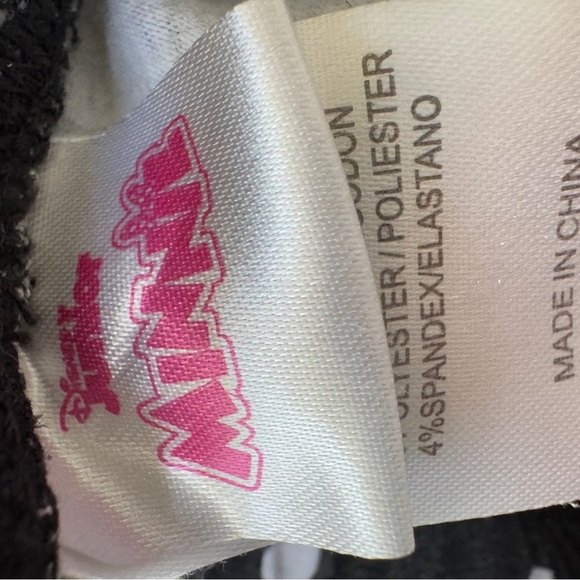 Disney
JUNIOR
MINNIE
POLYESTER/POLIESTER
4%SPANDEX/ELASTANO
MADE IN CHINA